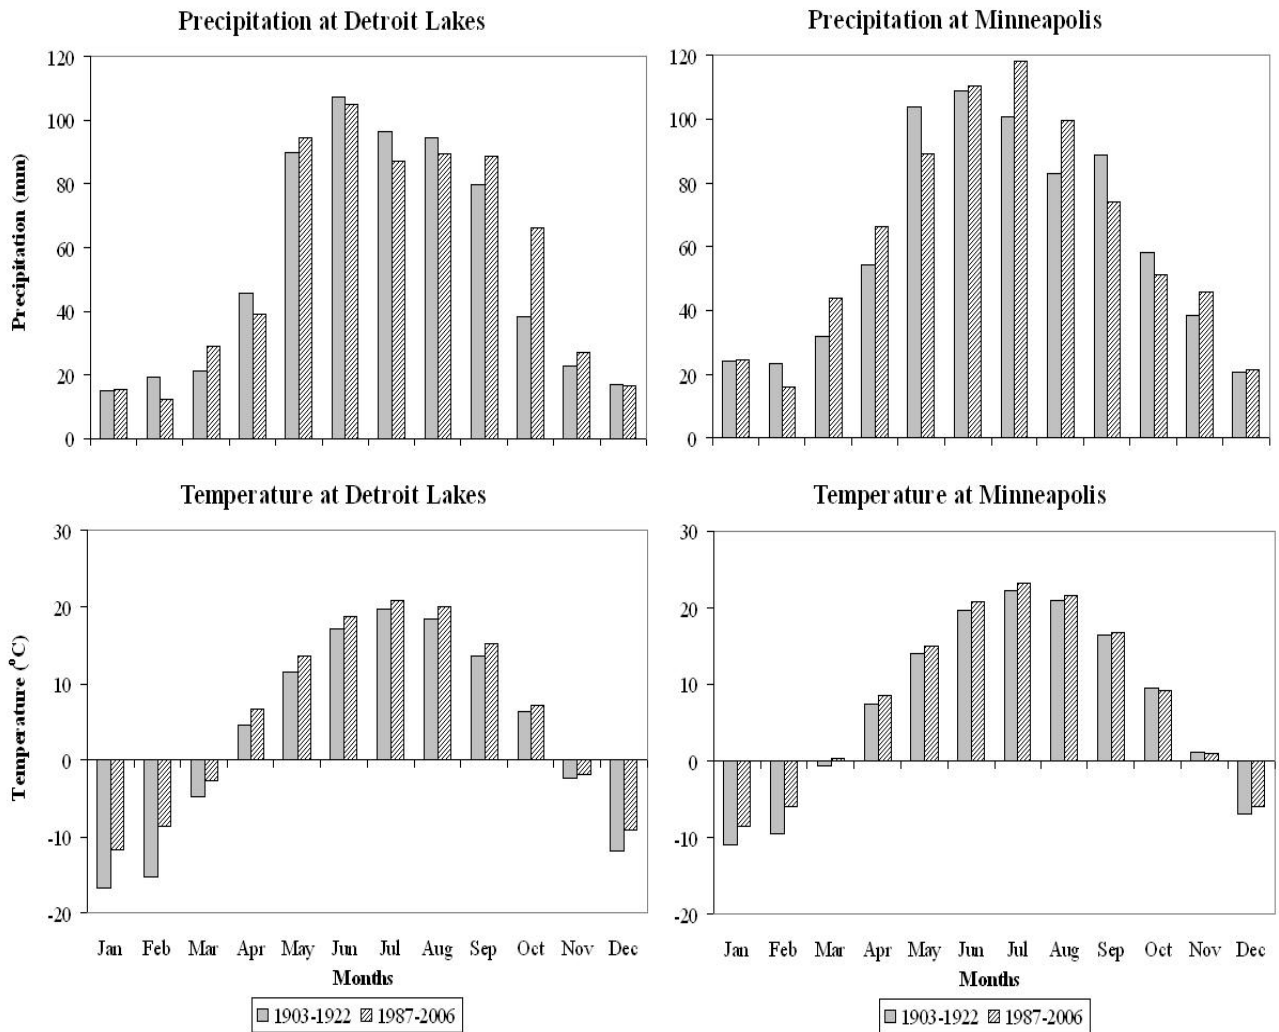 Precipitation at Detroit Lakes
Precipitation (mm)
120
100
80
60
40
20
0
Precipitation at Minneapolis
120
100
80
60
40
20
0
Temperature at Detroit Lakes
Temperature (°C)
30
20
10
0
-10
-20
Jan Feb Mar Apr May Jun Jul Aug Sep Oct Nov Dec
Months
1903-1922 1987-2006
Temperature at Minneapolis
30
20
10
0
-10
-20
Jan Feb Mar Apr May Jun Jul Aug Sep Oct Nov Dec
Months
1903-1922 1987-2006